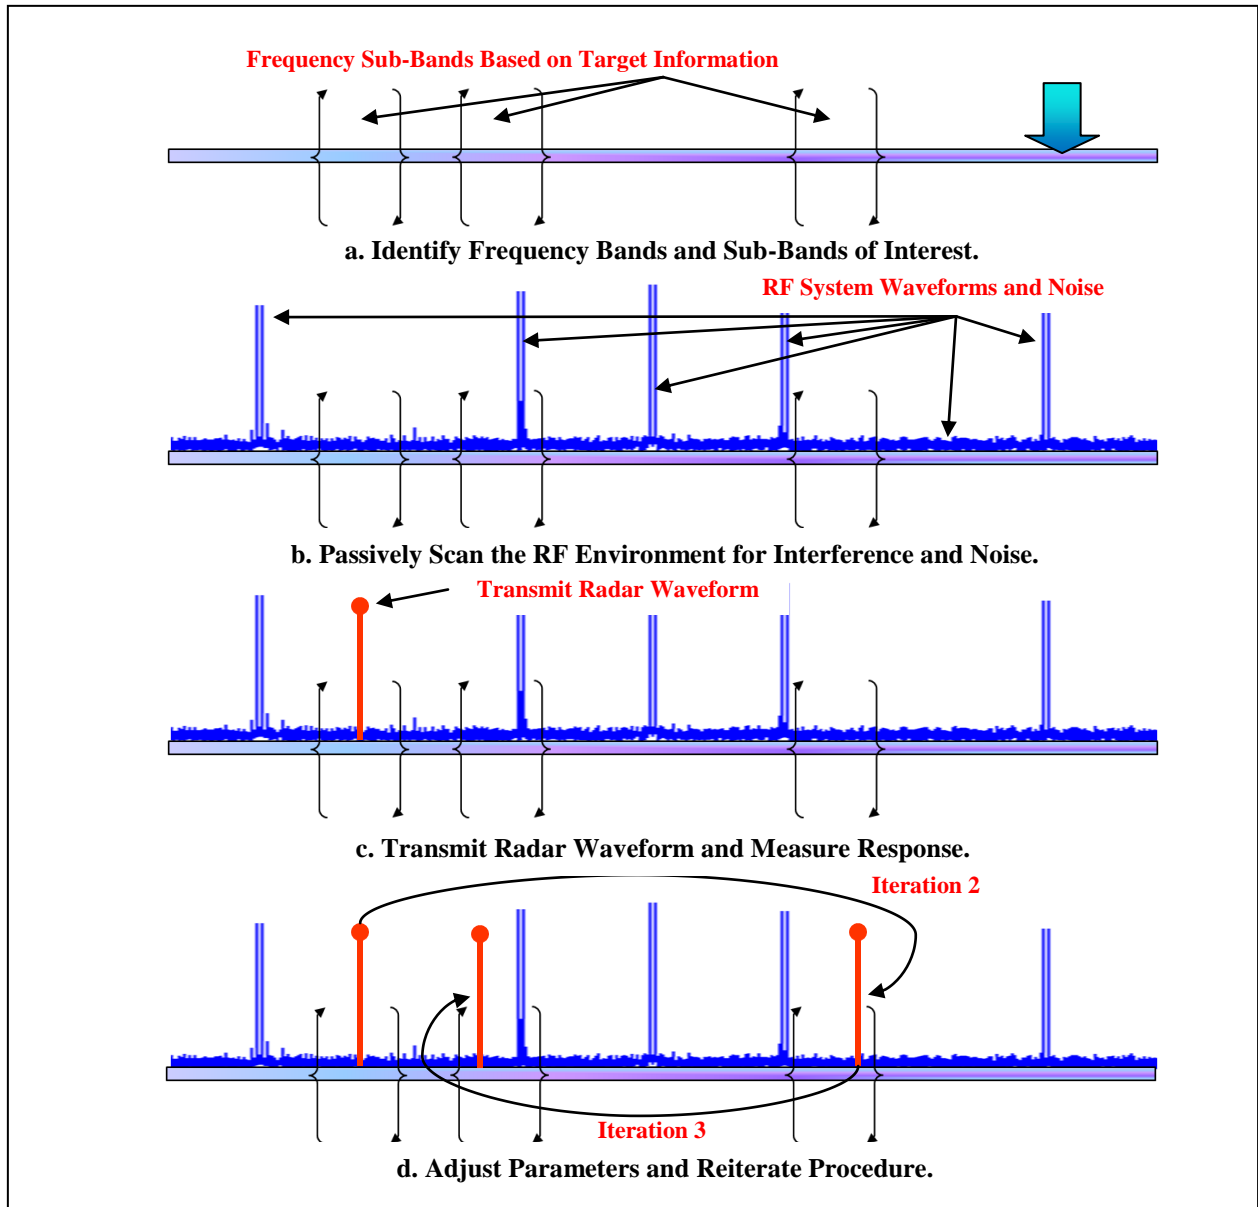 Frequency Sub-Bands Based on Target Information
a. Identify Frequency Bands and Sub-Bands of Interest.
RF System Waveforms and Noise
b. Passively Scan the RF Environment for Interference and Noise.
Transmit Radar Waveform
c. Transmit Radar Waveform and Measure Response.
Iteration 2
Iteration 3
d. Adjust Parameters and Reiterate Procedure.